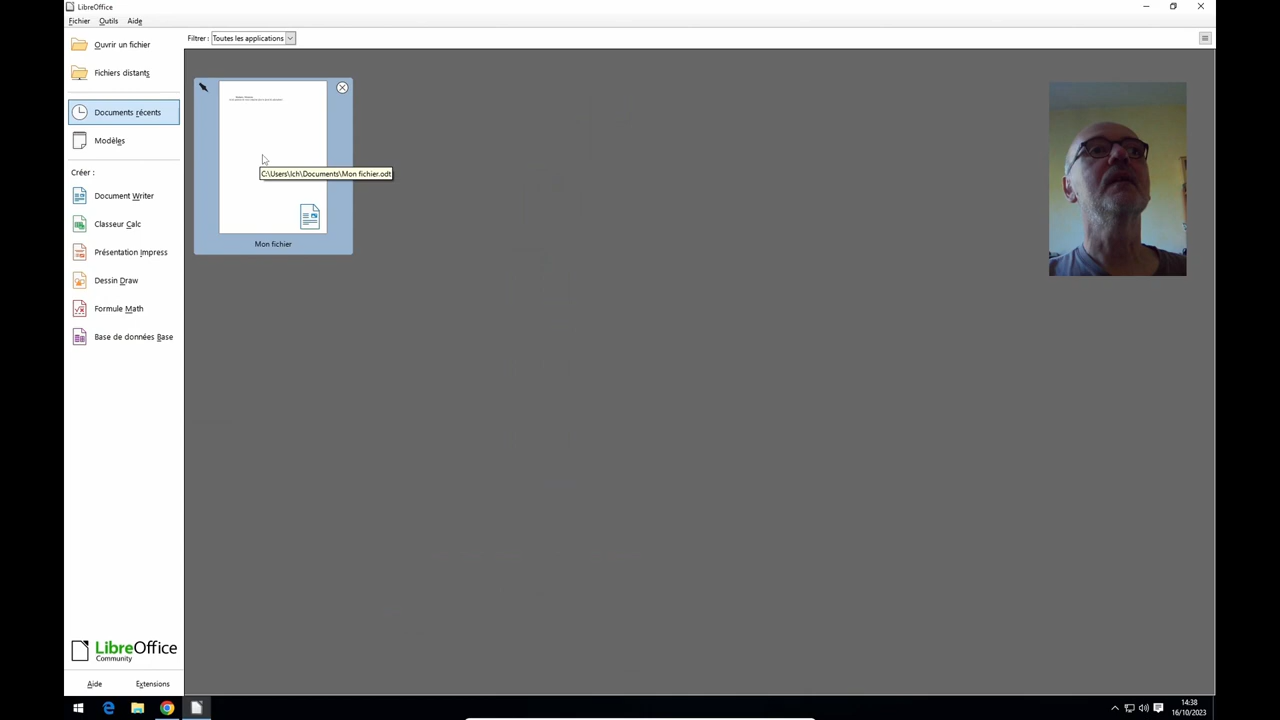 LibreOffice
Fichier Outils Aide
Filtrer : Toutes les applications
Ouvrir un fichier
Fichiers distants
Documents récents
Modèles
Créer :
Document Writer
Classeur Calc
Présentation Impress
Dessin Draw
Formule Math
Base de données Base
C:\Users\Ich\Documents\Mon fichier.odt
Mon fichier
LibreOffice
Community
Aide Extensions
14:38
16/10/2023